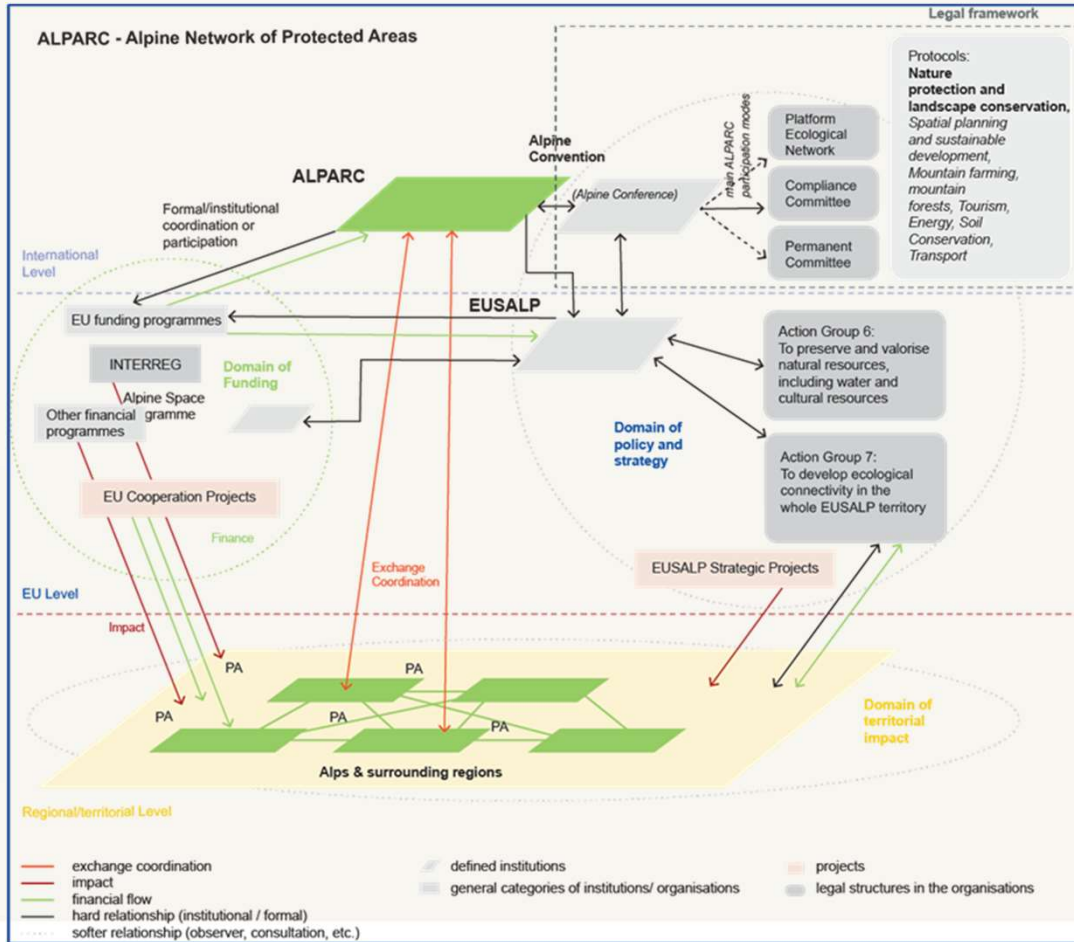 Legal framework
ALPARC - Alpine Network of Protected Areas
Protocols:
Nature
protection and
landscape conservation,
Spatial planning
and sustainable
development,
Mountain farming,
mountain
forests, Tourism,
Energy, Soil
Conservation,
Transport
main ALPARC
participation modes
Platform
Ecological
Network
Compliance
Committee
Permanent
Committee
Alpine
Convention
(Alpine Conference)
ALPARC
Formal/institutional
coordination or
participation
International
Level
EUSALP
EU funding programmes
INTERREG
Alpine Space
gramme
Other financial
programmes
Domain of
Funding
EU Cooperation Projects
Finance
Exchange
Coordination
Domain of
policy and
strategy
Action Group 6:
To preserve and valorise
natural resources,
including water and
cultural resources
Action Group 7:
To develop ecological
connectivity in the
whole EUSALP territory
EUSALP Strategic Projects
EU Level
Impact
PA
PA
PA
PA
PA
Domain of
territorial
impact
Alps & surrounding regions
Regional/territorial Level
exchange coordination
impact
financial flow
hard relationship (institutional / formal)
softer relationship (observer, consultation, etc.)
defined institutions
general categories of institutions/ organisations
projects
legal structures in the organisations